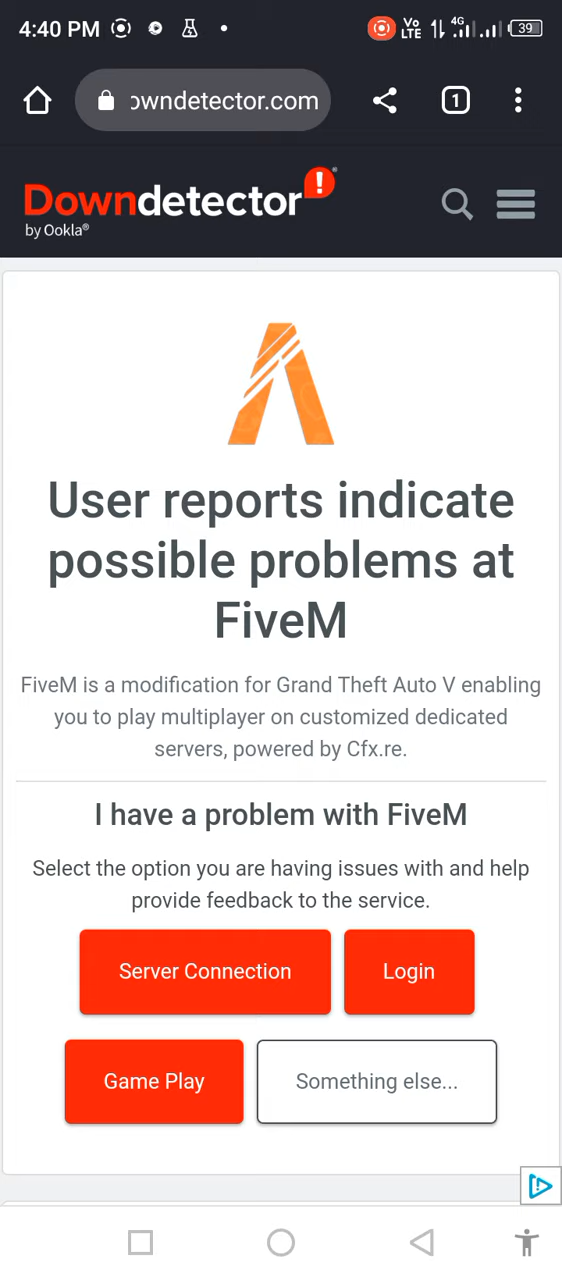 4:40 PM
Vo
LTE
4G
39
owndetector.com
1
Downdetector!
by Ookla®
User reports indicate
possible problems at
FiveM
FiveM is a modification for Grand Theft Auto V enabling
you to play multiplayer on customized dedicated
servers, powered by Cfx.re.
I have a problem with FiveM
Select the option you are having issues with and help
provide feedback to the service.
Server Connection
Login
Game Play
Something else...